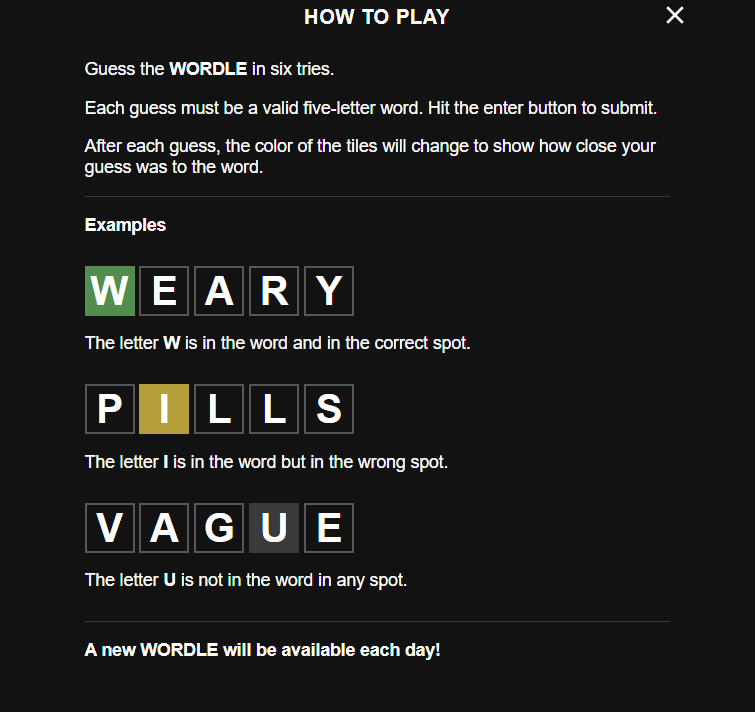 HOW TO PLAY
Guess the WORDLE in six tries.
Each guess must be a valid five-letter word. Hit the enter button to submit.
After each guess, the color of the tiles will change to show how close your
guess was to the word.
Examples
WEARY
The letter W is in the word and in the correct spot.
PILLS
The letter I is in the word but in the wrong spot.
VAGUE
The letter U is not in the word in any spot.
A new WORDLE will be available each day!